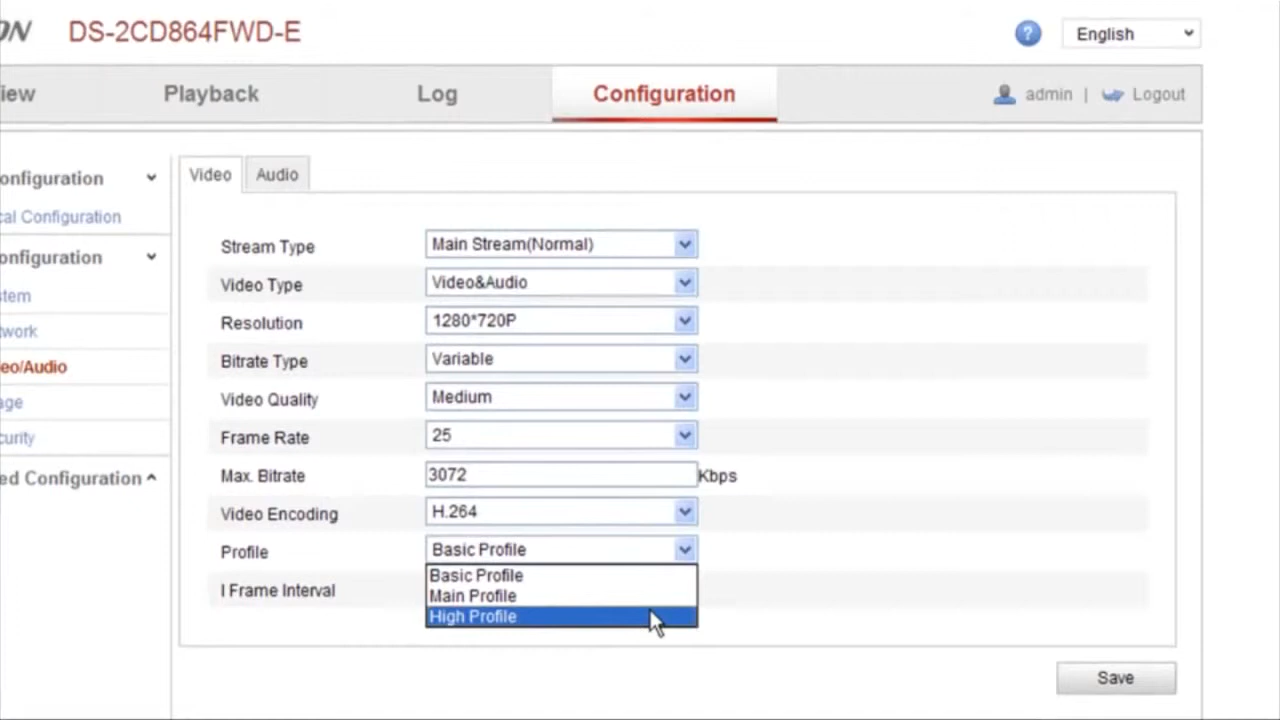 ON DS-2CD864FWD-E
? English
iew Playback Log Configuration admin | Logout
onfiguration
cal Configuration
onfiguration
stem
twork
eo/Audio
age
curity
ed Configuration
Video Audio
Stream Type Main Stream(Normal)
Video Type Video&Audio
Resolution 1280*720P
Bitrate Type Variable
Video Quality Medium
Frame Rate 25
Max. Bitrate 3072 Kbps
Video Encoding H.264
Profile Basic Profile
Basic Profile
Main Profile
I Frame Interval
High Profile
Save